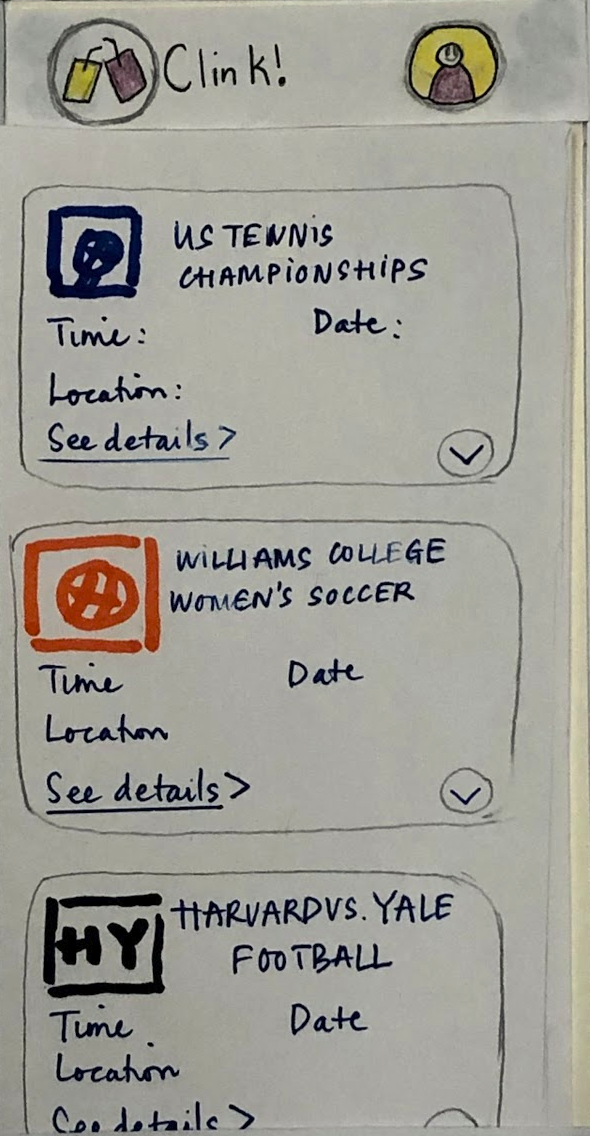 Clink!
US TENNIS
CHAMPIONSHIPS
Time: Date:
Location:
See details >
WILLIAMS COLLEGE
WOMEN'S SOCCER
Time Date
Location
See details >
HY HARVARD VS. YALE
FOOTBALL
Time Date
Location
See details >